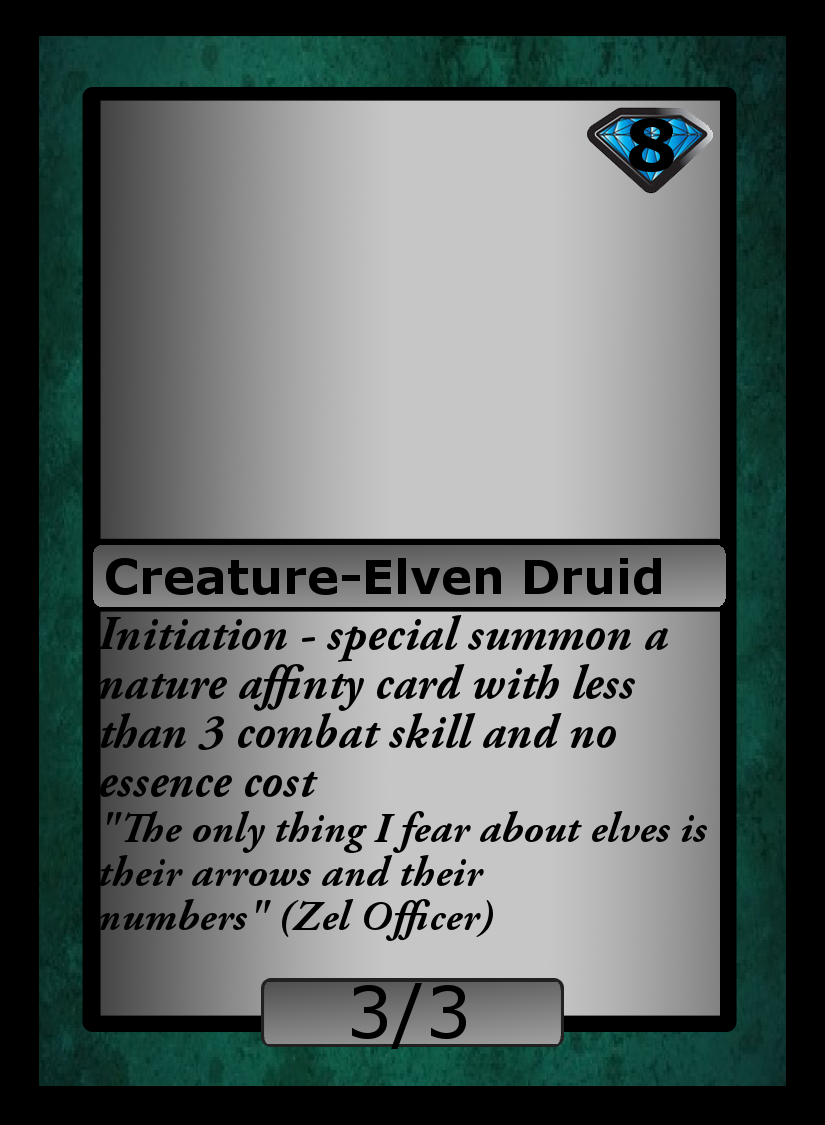 8
Creature-Elven Druid
Initiation - special summon a
nature affinty card with less
than 3 combat skill and no
essence cost
"The only thing I fear about elves is
their arrows and their
numbers" (Zel Officer)
3/3